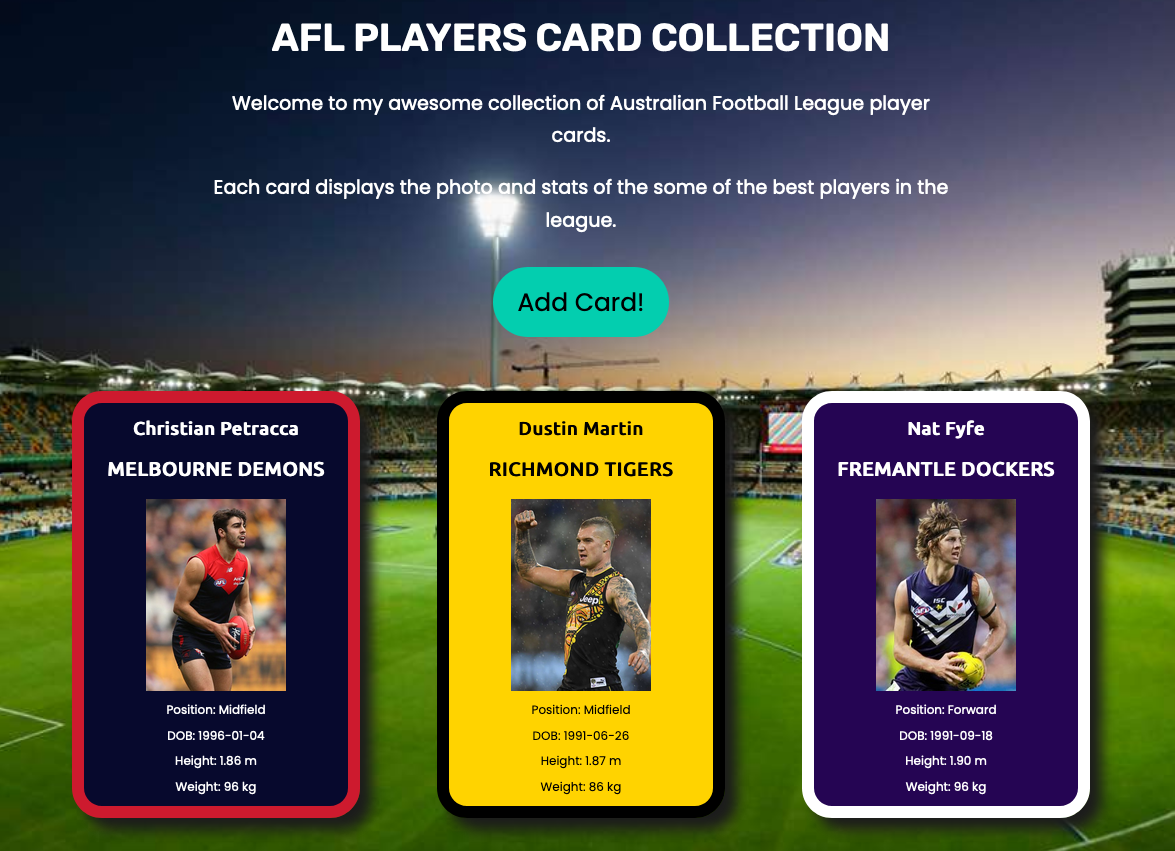 AFL PLAYERS CARD COLLECTION
Welcome to my awesome collection of Australian Football League player
cards.
Each card displays the photo and stats of the some of the best players in the
league.
Add Card!
Christian Petracca
MELBOURNE DEMONS
AFL
Position: Midfield
DOB: 1996-01-04
Height: 1.86 m
Weight: 96 kg
Dustin Martin
RICHMOND TIGERS
Jeep
Position: Midfield
DOB: 1991-06-26
Height: 1.87 m
Weight: 86 kg
Nat Fyfe
FREMANTLE DOCKERS
ISC
AFL
Position: Forward
DOB: 1991-09-18
Height: 1.90 m
Weight: 96 kg